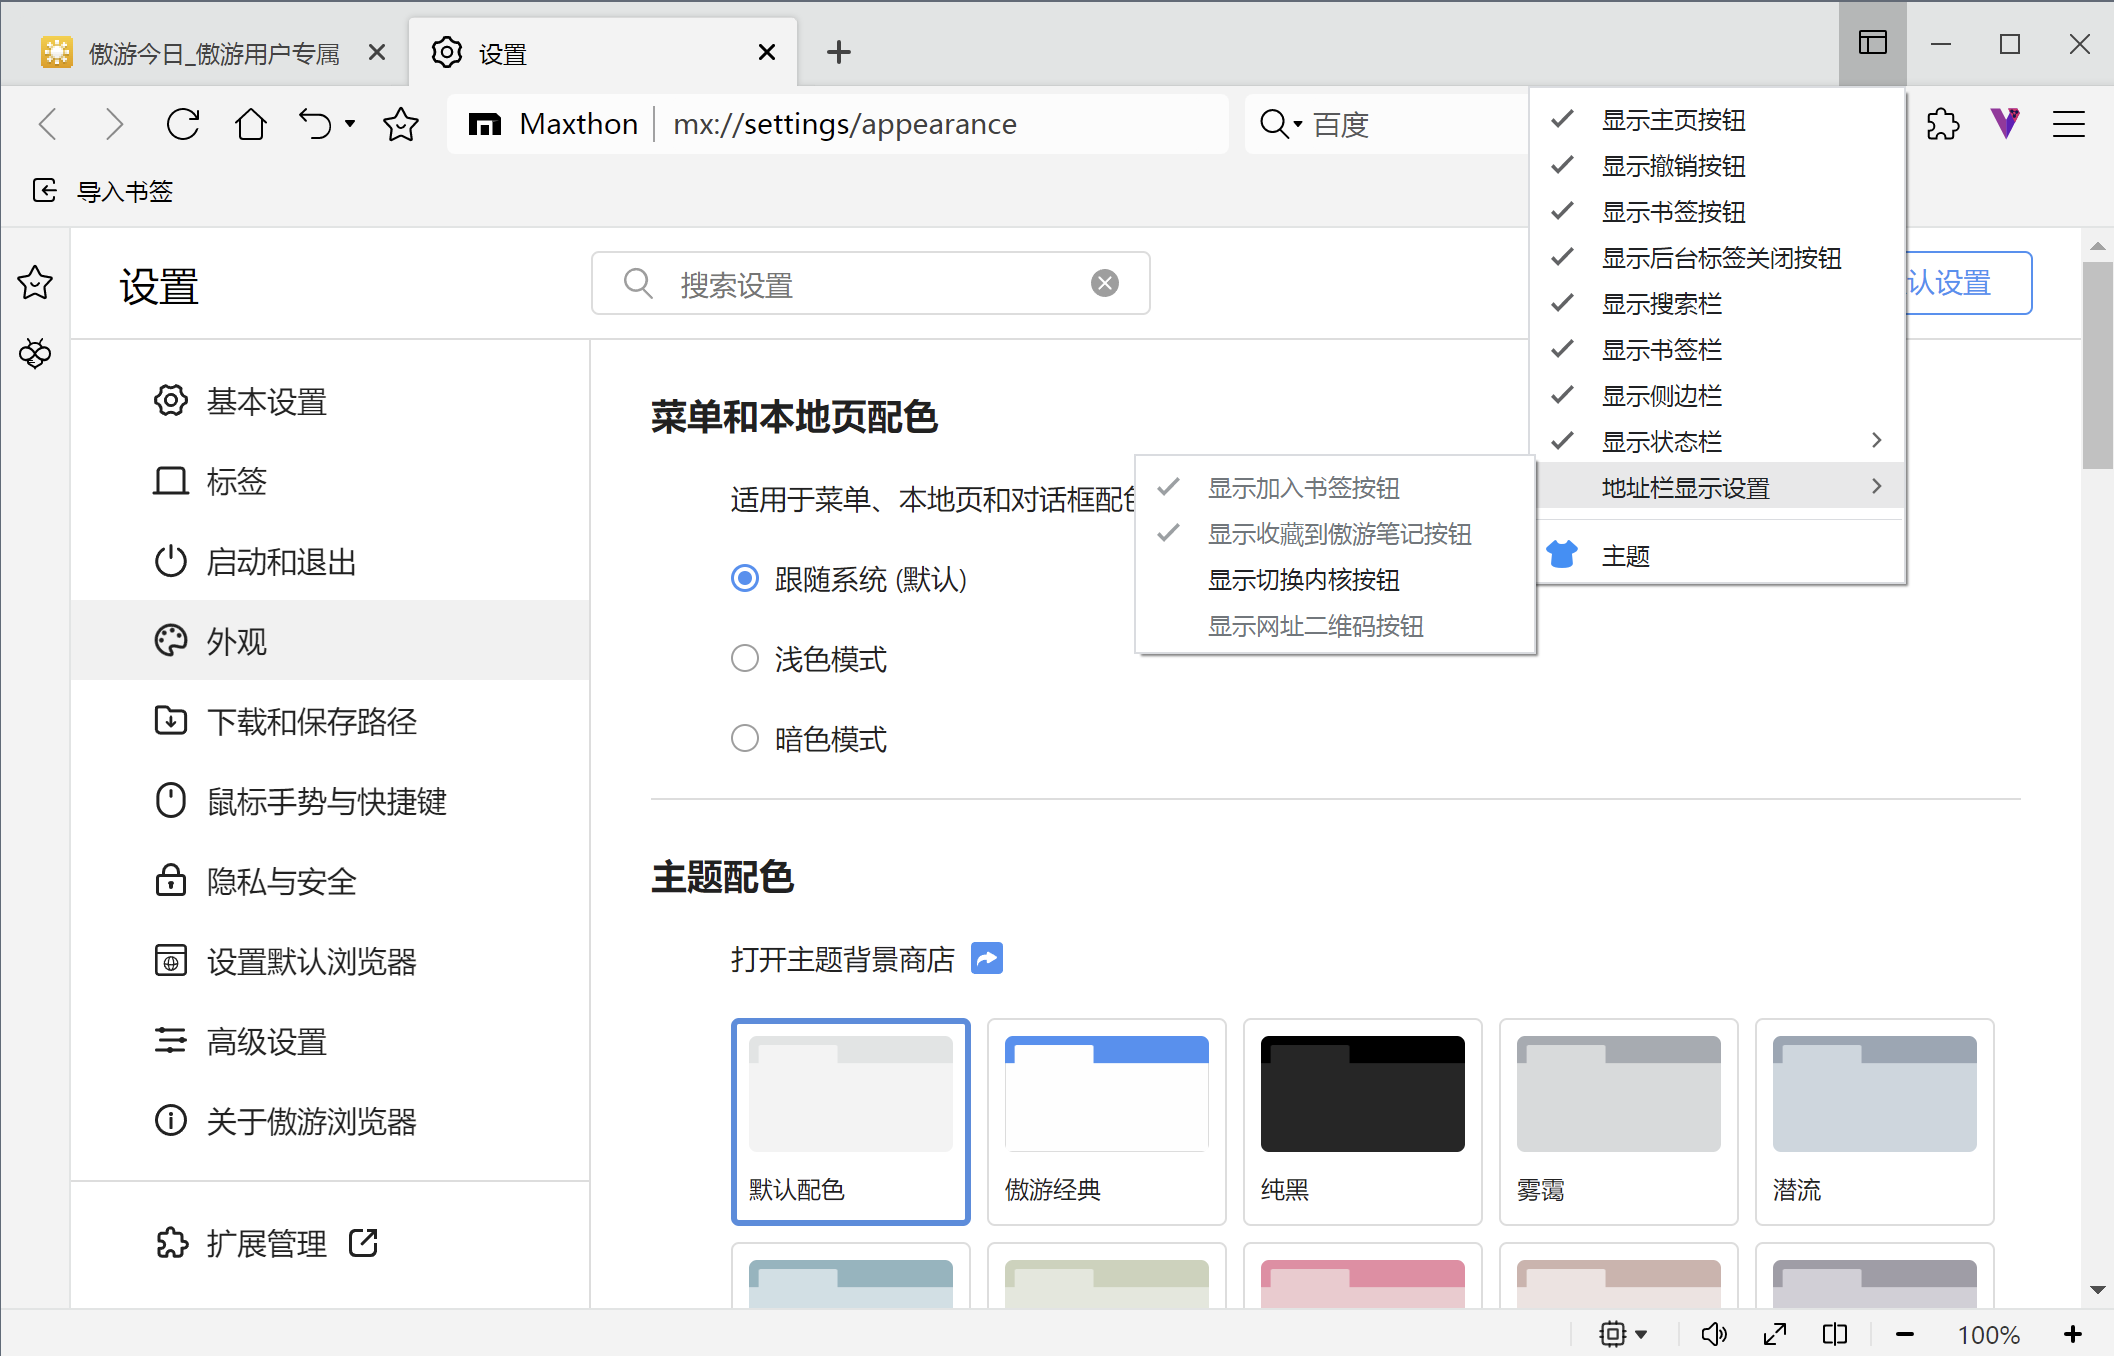 傲游今日_傲游用户专属
设置
Maxthon
mx://settings/appearance
百度
导入书签
设置
搜索设置
认设置
基本设置
标签
启动和退出
外观
下载和保存路径
鼠标手势与快捷键
隐私与安全
设置默认浏览器
高级设置
关于傲游浏览器
扩展管理
菜单和本地页配色
适用于菜单、本地页和对话框配色
跟随系统 (默认)
浅色模式
暗色模式
主题配色
打开主题背景商店
默认配色
傲游经典
纯黑
雾霭
潜流
显示主页按钮
显示撤销按钮
显示书签按钮
显示后台标签关闭按钮
显示搜索栏
显示书签栏
显示侧边栏
显示状态栏
地址栏显示设置
主题
显示加入书签按钮
显示收藏到傲游笔记按钮
显示切换内核按钮
显示网址二维码按钮
100%